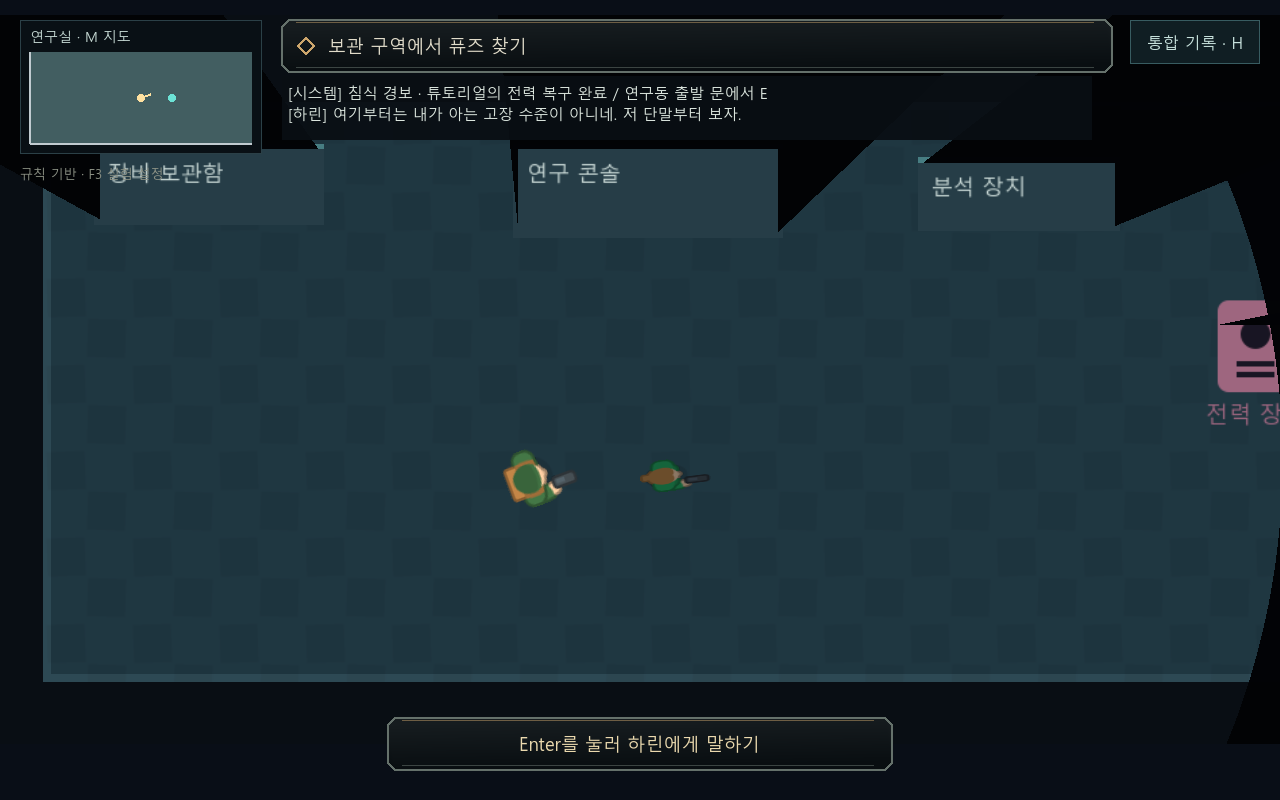 연구실 · M 지도
보관 구역에서 퓨즈 찾기
통합 기록 · H
[시스템] 침식 경보 · 튜토리얼의 전력 복구 완료 / 연구동 출발 문에서 E
[하린] 여기부터는 내가 아는 고장 수준이 아니네. 저 단말부터 보자.
규칙 기반 · F3
장비 보관함
연구 콘솔
분석 장치
전력 장
Enter를 눌러 하린에게 말하기